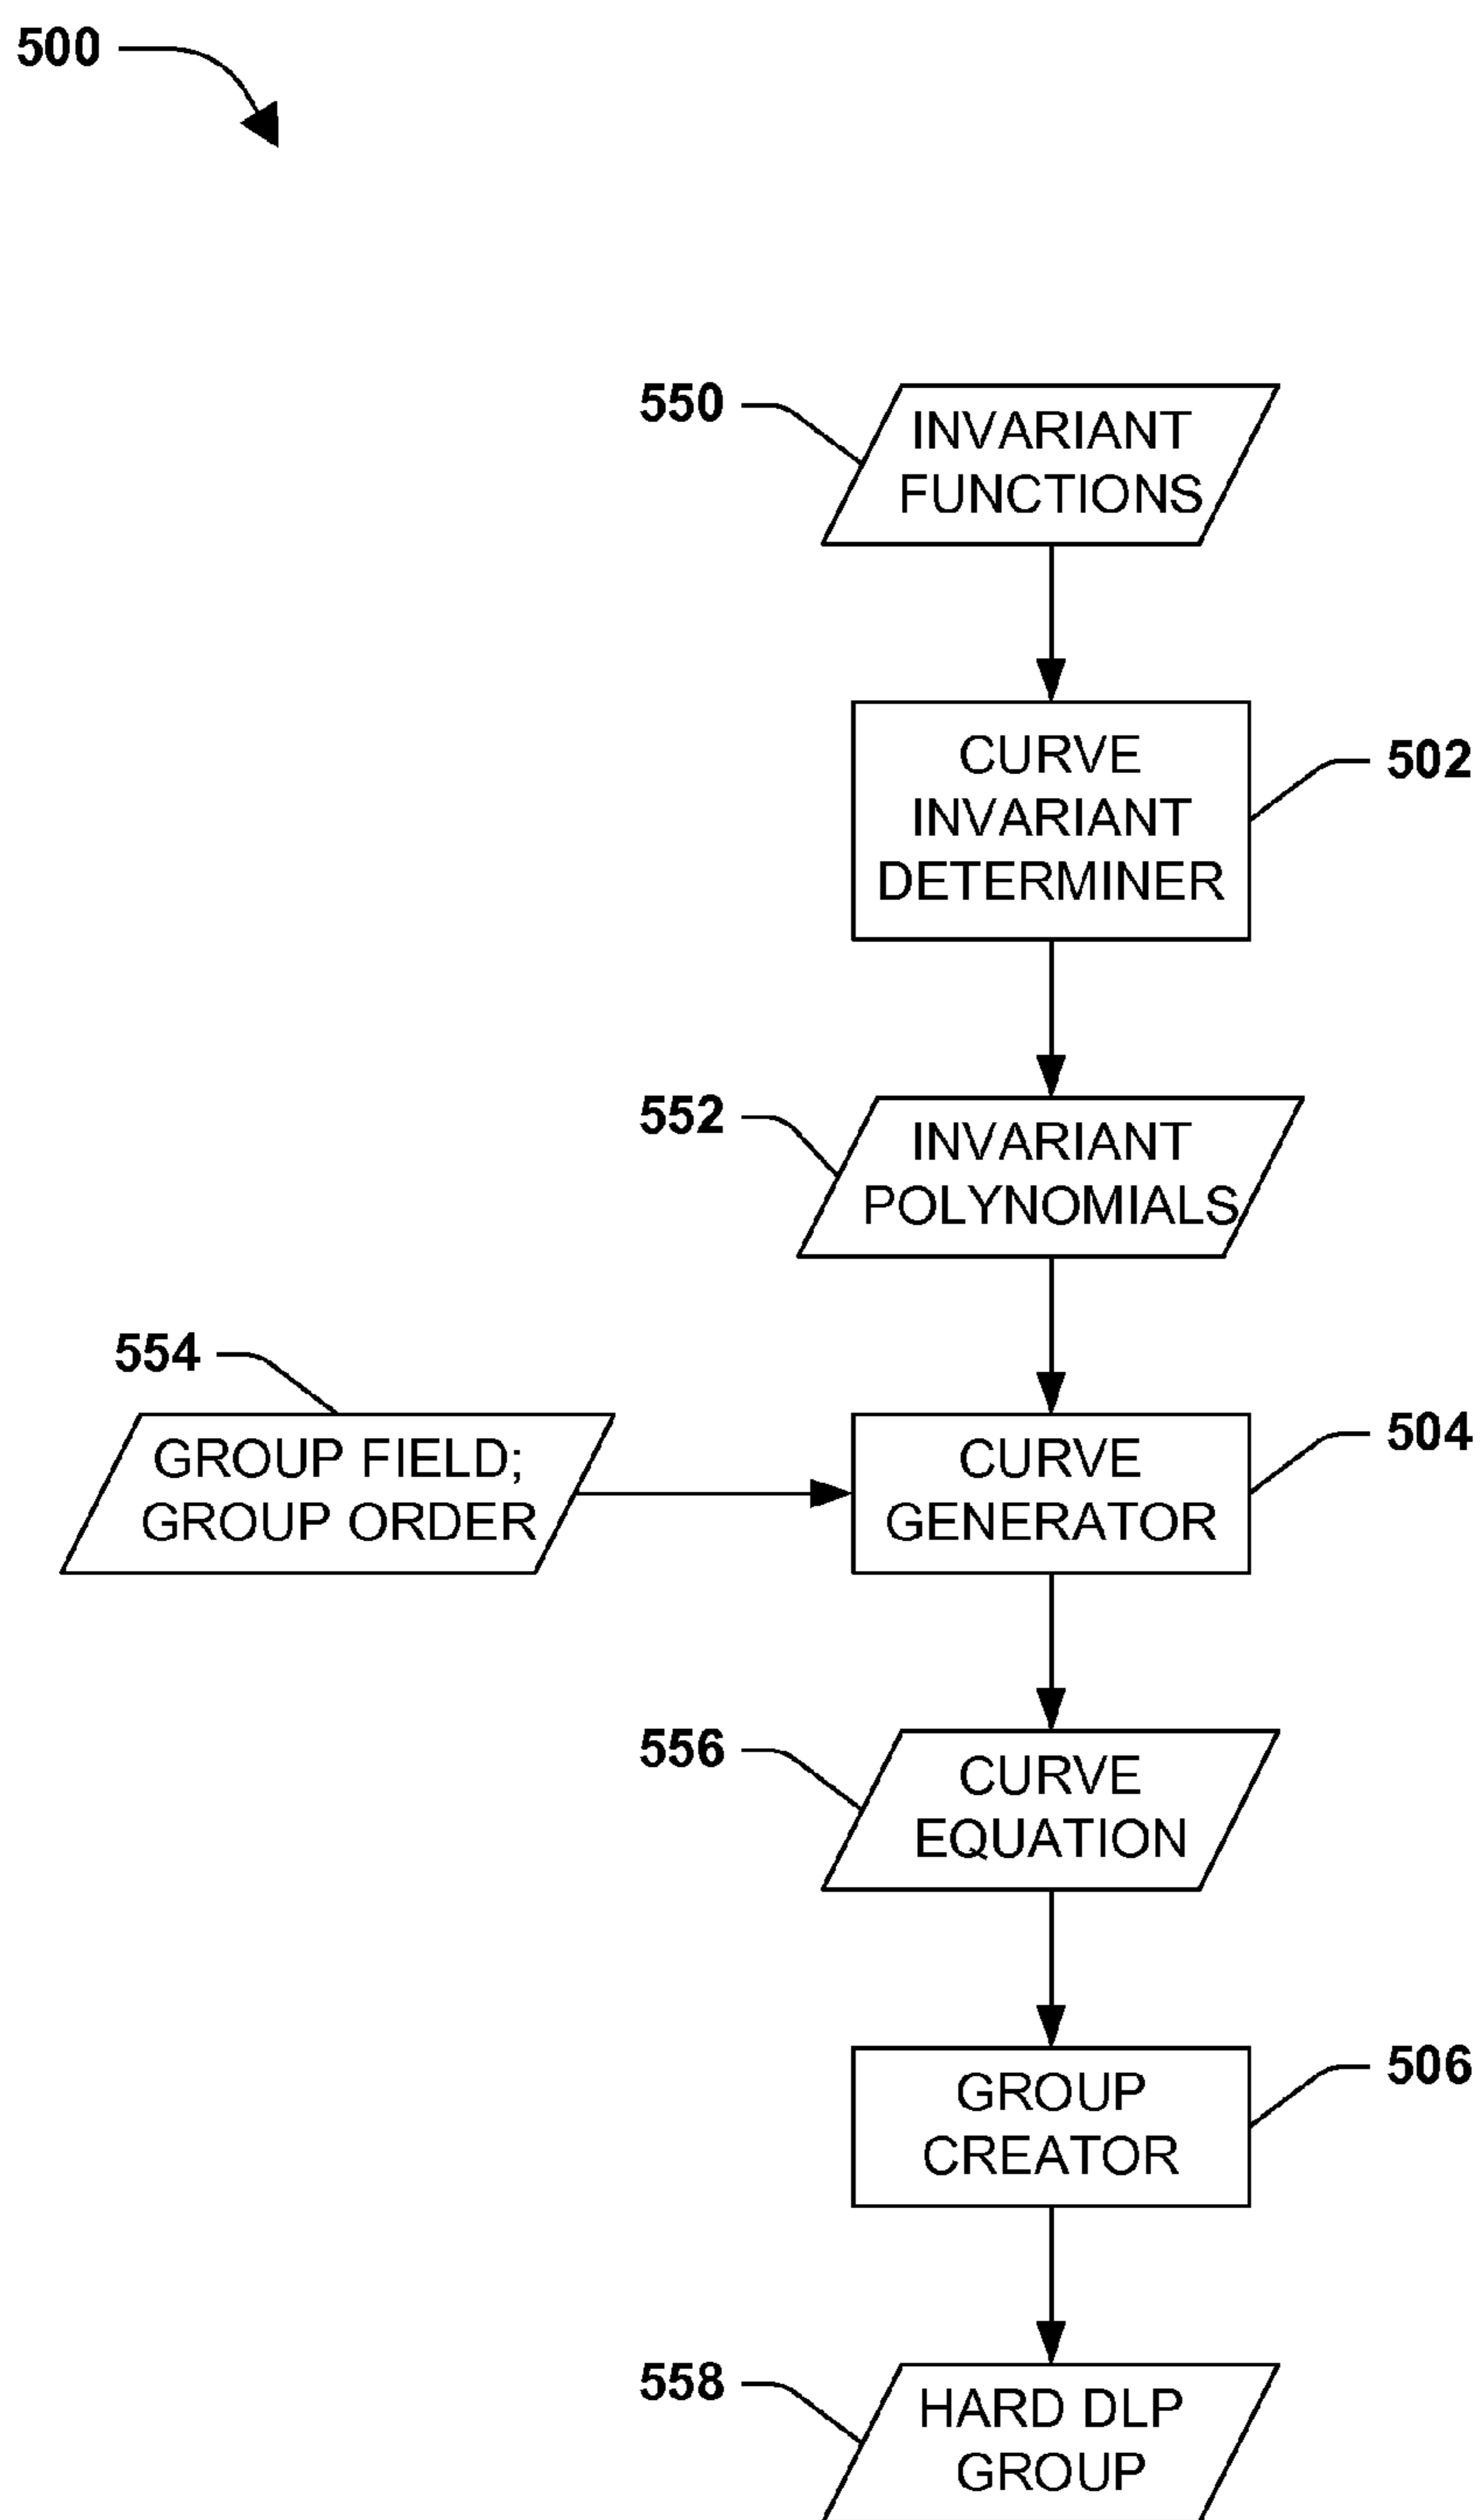 500
550
INVARIANT
FUNCTIONS
CURVE
INVARIANT
DETERMINER
502
552
INVARIANT
POLYNOMIALS
554
GROUP FIELD;
GROUP ORDER
CURVE
GENERATOR
504
556
CURVE
EQUATION
GROUP
CREATOR
506
558
HARD DLP
GROUP